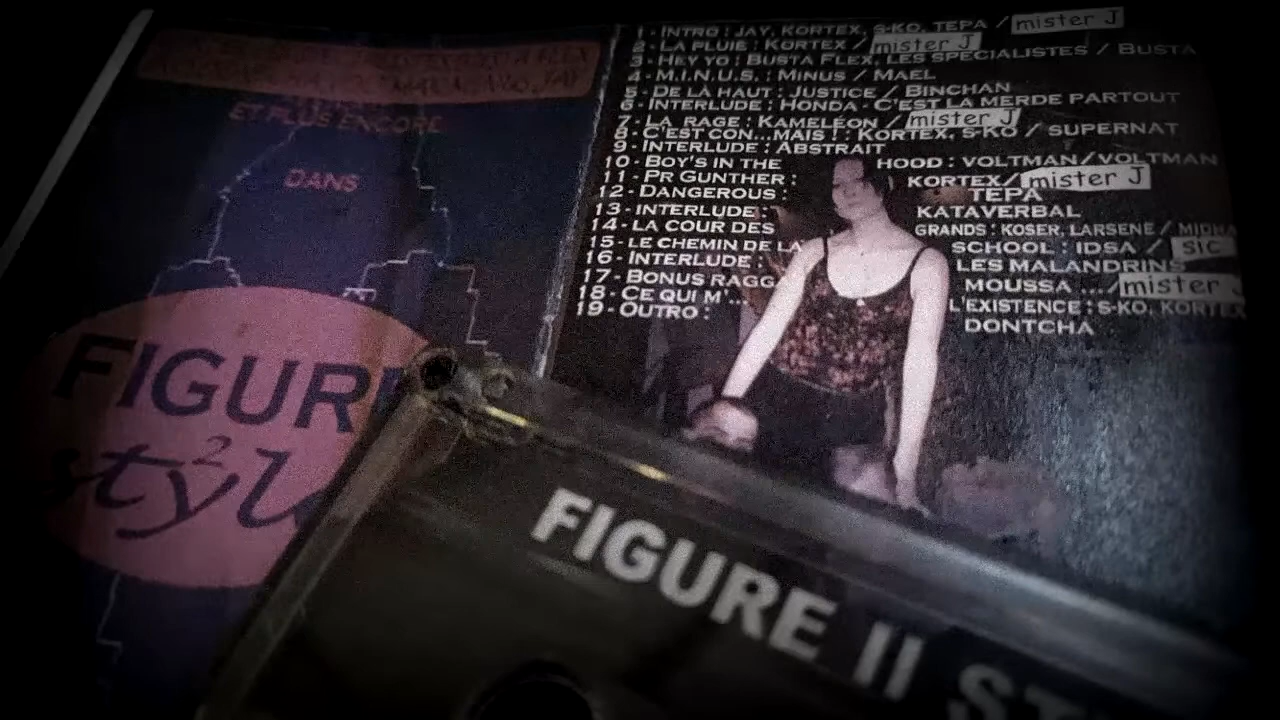 ET PLUS ENCORE
DANS
FIGUR
2
styl
1 - INTRO : JAY, KORTEX, S-KO, TEPA / mister J
2 - LA PLUIE : KORTEX / mister J
3 - HEY YO : BUSTA FLEX, LES SPECIALISTES / BUSTA
4 - M.I.N.U.S. : MINUS / MAEL
5 - DE LÀ HAUT : JUSTICE / BINCHAN
6 - INTERLUDE : HONDA - C'EST LA MERDE PARTOUT
7 - LA RAGE : KAMELÉON / mister J
8 - C'EST CON...MAIS ! : KORTEX, S-KO / SUPERNAT
9 - INTERLUDE : ABSTRAIT
10 - BOY'S IN THE HOOD : VOLTMAN/VOLTMAN
11 - PR GUNTHER : KORTEX/ mister J
12 - DANGEROUS : TEPA
13 - INTERLUDE : KATAVERBAL
14 - LA COUR DES GRANDS : KOSER, LARSENE /
15 - LE CHEMIN DE LA SCHOOL : IDSA / sic
16 - INTERLUDE : LES MALANDRINS
17 - BONUS RAGGA MOUSSA .../ mister J
18 - CE QUI M'... L'EXISTENCE : S-KO, KORTEX
19 - OUTRO : DONTCHA
FIGURE II ST